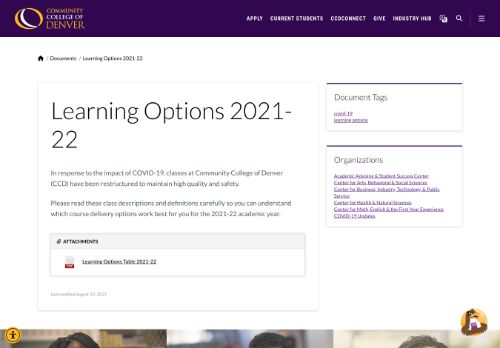 COMMUNITY
COLLEGE OF
DENVER
APPLY CURRENT STUDENTS CCDCONNECT GIVE INDUSTRY HUB
/ Documents / Learning Options 2021-22
Learning Options 2021-
22
In response to the impact of COVID-19, classes at Community College of Denver
(CCD) have been restructured to maintain high quality and safety.
Please read these class descriptions and definitions carefully so you can understand
which course delivery options work best for you for the 2021-22 academic year.
ATTACHMENTS
Learning Options Table 2021-22
Last modified August 10, 2021
Document Tags
covid-19
learning options
Organizations
Academic Advising & Student Success Center
Center for Arts, Behavioral & Social Sciences
Center for Business, Industry, Technology & Public
Service
Center for Health & Natural Sciences
Center for Math, English & the First-Year Experience
COVID-19 Updates